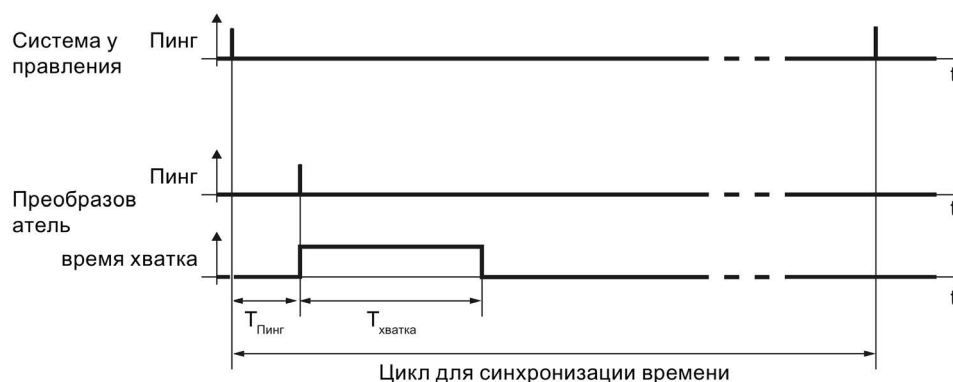 Система у
правления
Пинг
t
Пинг
Преобразов
атель
t
время хватка
t
TПинг
Tхватка
Цикл для синхронизации времени